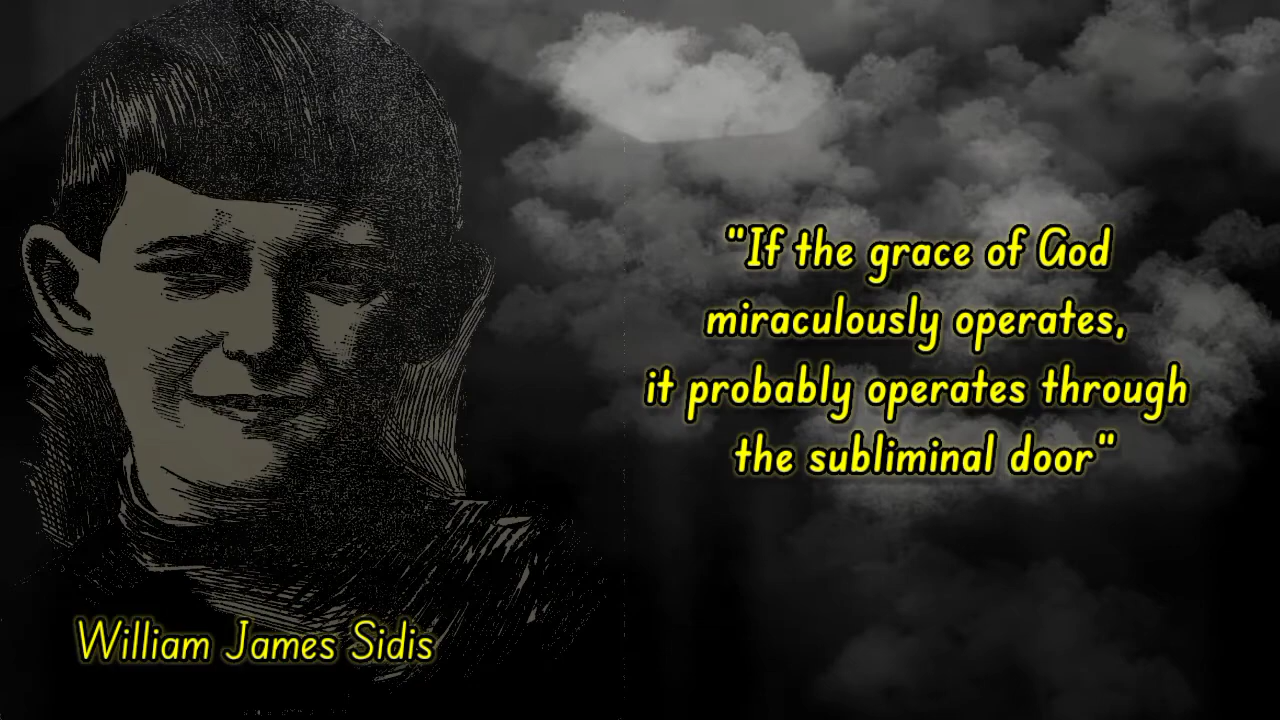 "If the grace of God
miraculously operates,
it probably operates through
the subliminal door"
William James Sidis